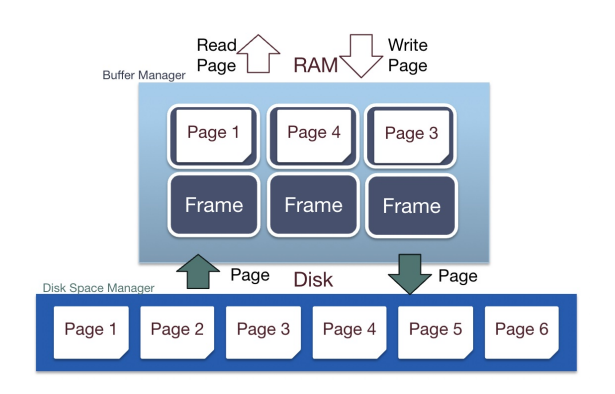 Read
Page
RAM
Write
Page
Buffer Manager
Page 1
Page 4
Page 3
Frame
Frame
Frame
Page
Disk
Page
Disk Space Manager
Page 1
Page 2
Page 3
Page 4
Page 5
Page 6